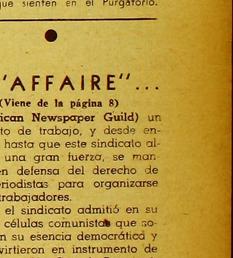 que sienten en el Purgatorio.
"AFFAIRE"...
(Viene de la página 8)
ican Newspaper Guild) un
to de trabajo, y desde en-
hasta que este sindicato al-
una gran fuerza, se man-
en defensa del derecho de
eriodistas para organizarse
trabajadores.
el sindicato admitió en su
células comunistas que so-
n su esencia democrática y
virtieron en instrumento de